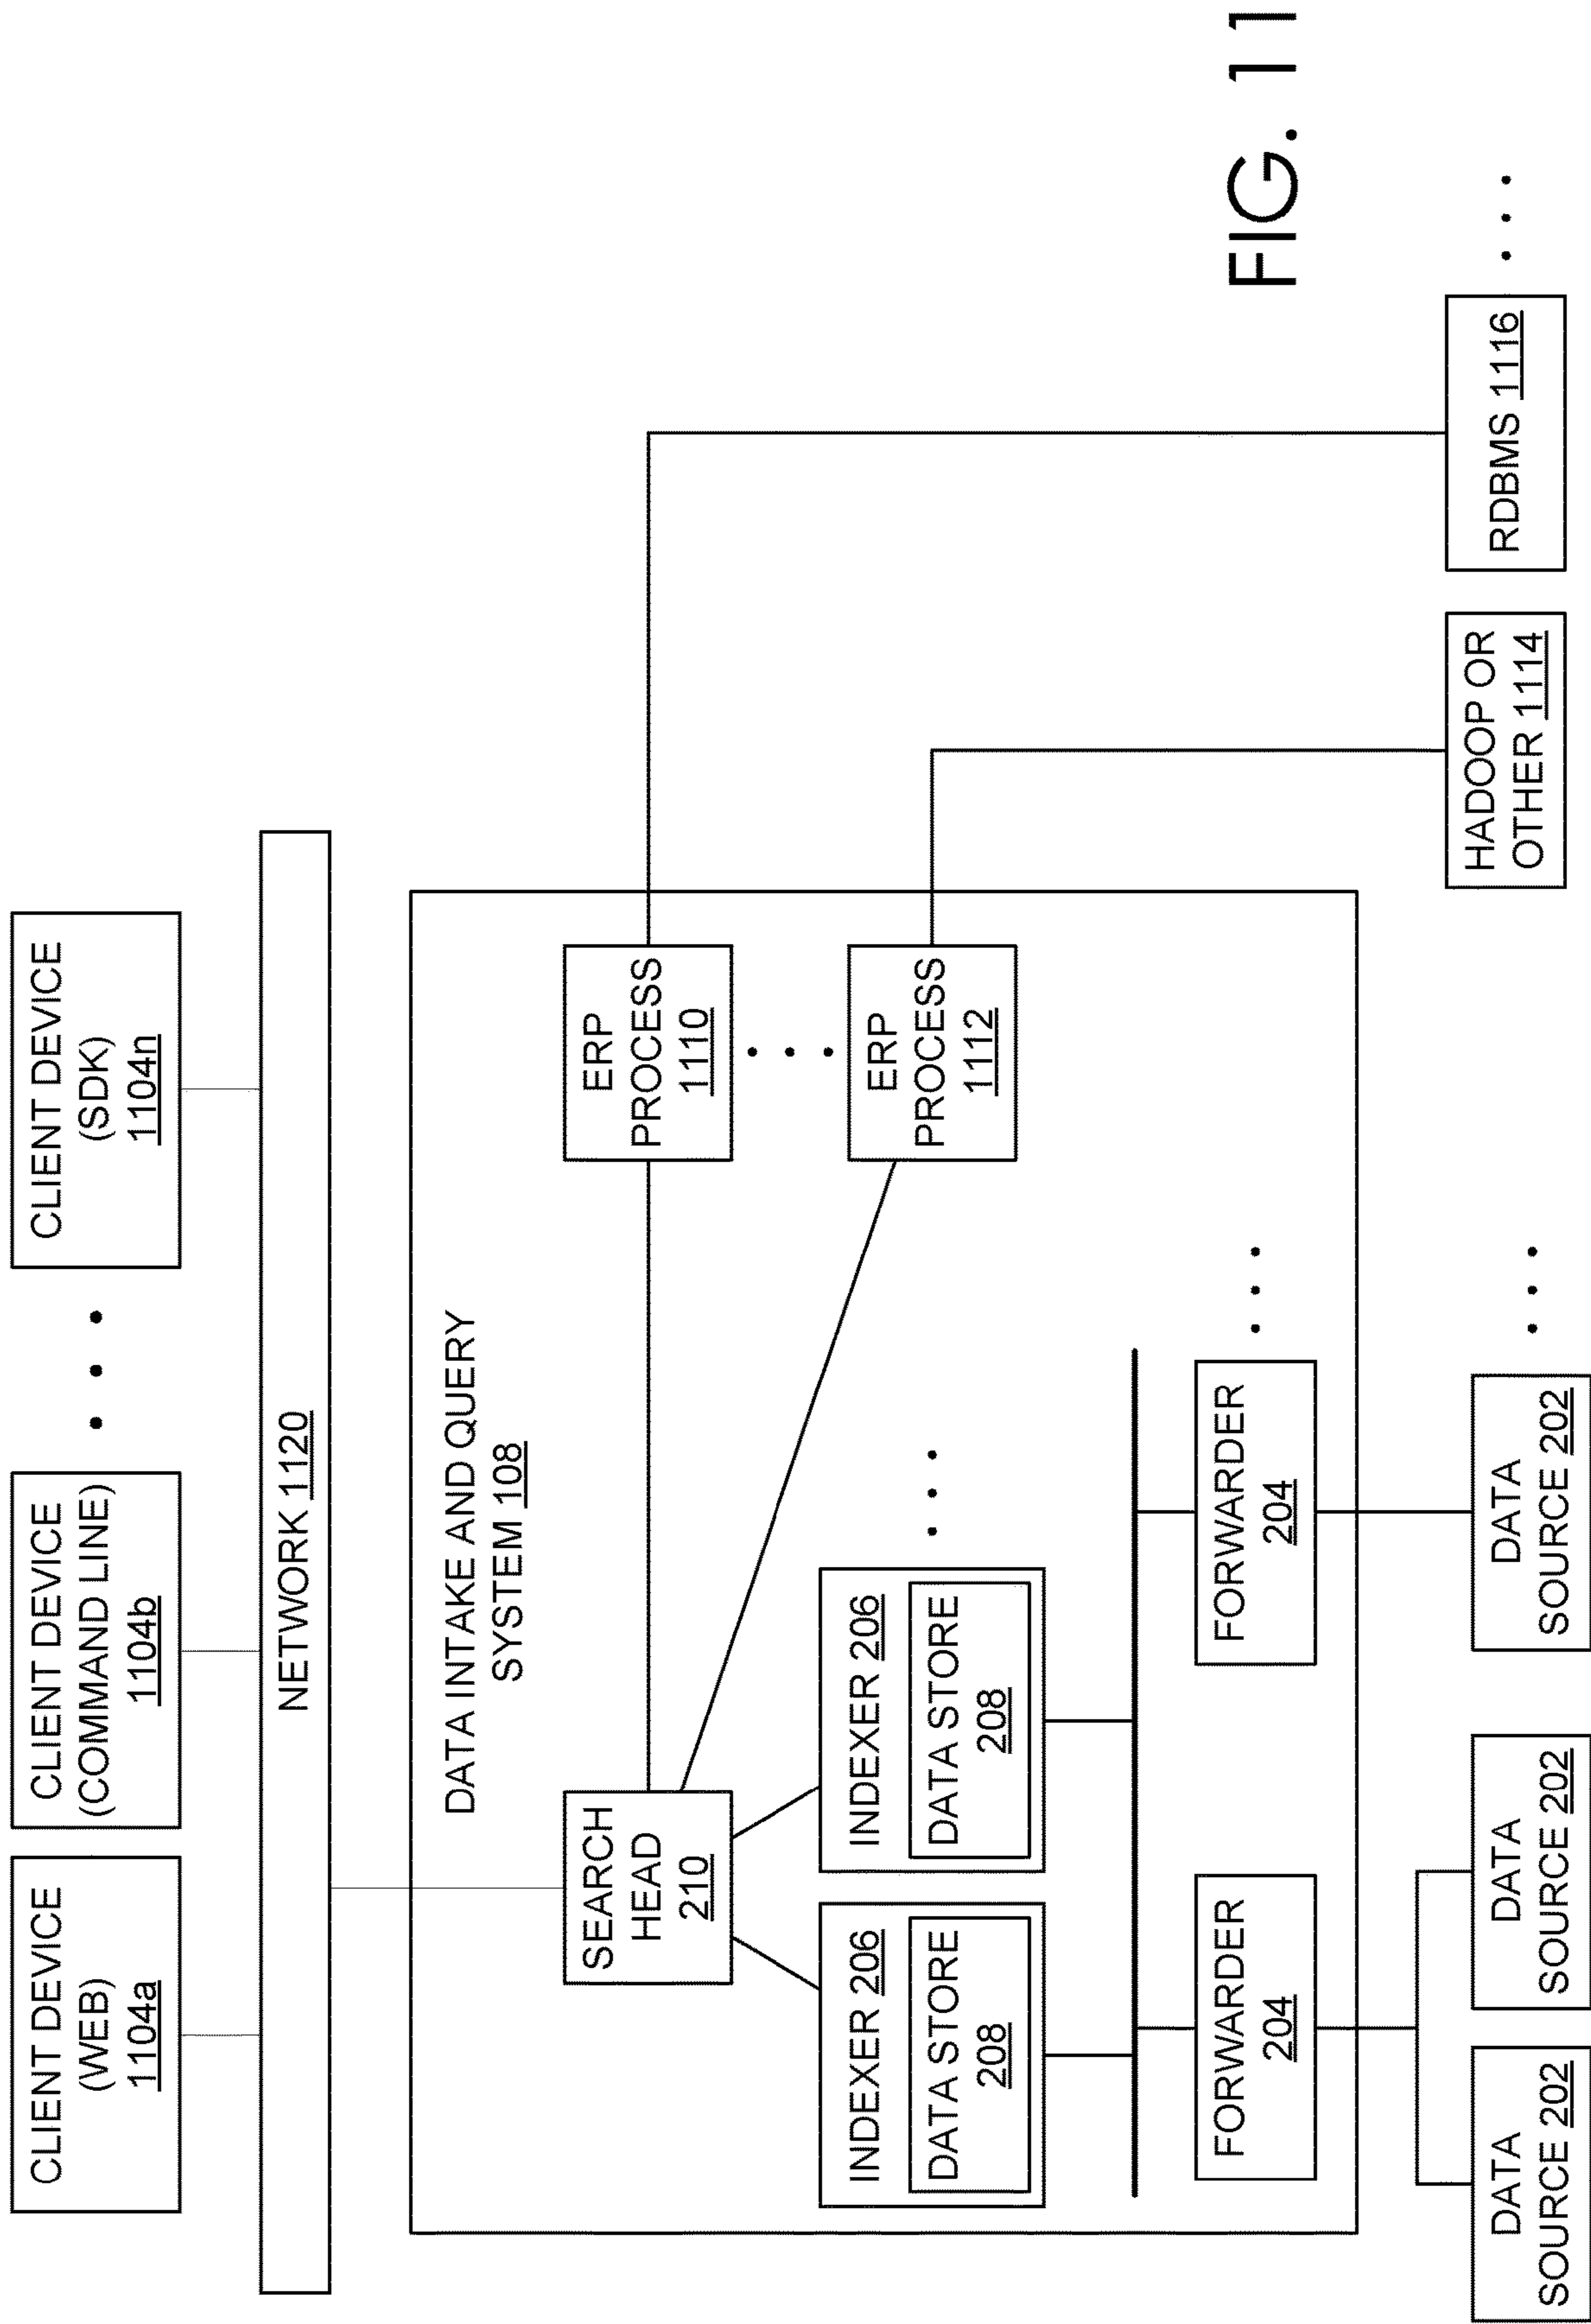 CLIENT DEVICE
(WEB)
1104a
CLIENT DEVICE
(COMMAND LINE)
1104b
• • •
CLIENT DEVICE
(SDK)
1104n
NETWORK 1120
DATA INTAKE AND QUERY
SYSTEM 108
SEARCH
HEAD
210
ERP
PROCESS
1110
• • •
ERP
PROCESS
1112
INDEXER 206
DATA STORE
208
INDEXER 206
DATA STORE
208
• • •
FORWARDER
204
FORWARDER
204
• • •
DATA
SOURCE 202
DATA
SOURCE 202
DATA
SOURCE 202
• • •
HADOOP OR
OTHER 1114
RDBMS 1116
• • •
FIG. 11